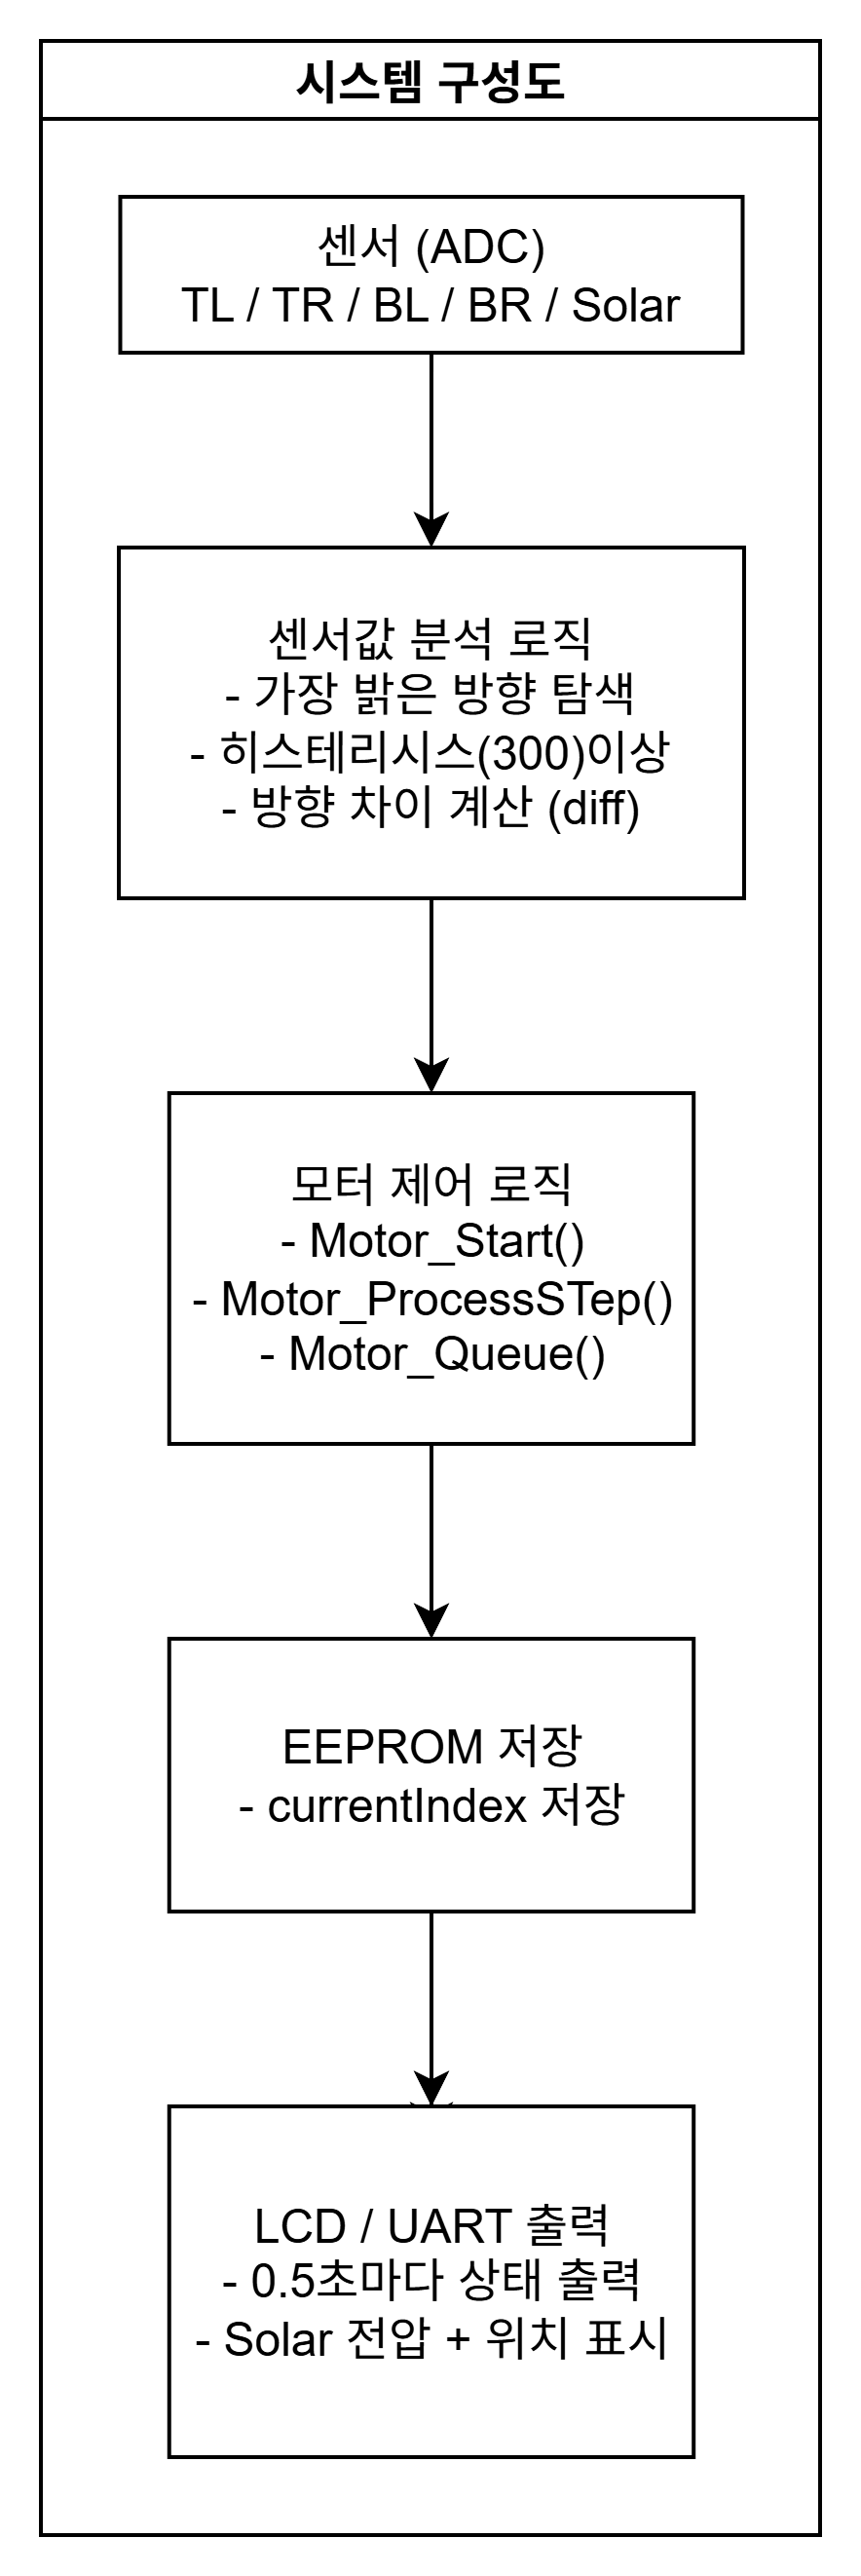 시스템 구성도
센서 (ADC)
TL / TR / BL / BR / Solar
센서값 분석 로직
- 가장 밝은 방향 탐색
- 히스테리시스(300)이상
- 방향 차이 계산 (diff)
모터 제어 로직
- Motor_Start()
- Motor_ProcessSTep()
- Motor_Queue()
EEPROM 저장
- currentIndex 저장
LCD / UART 출력
- 0.5초마다 상태 출력
- Solar 전압 + 위치 표시